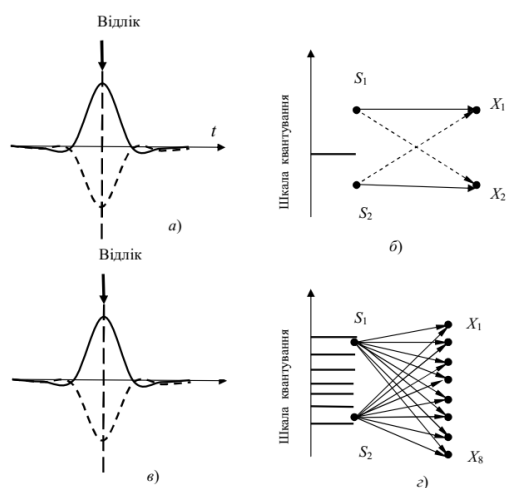 Відлік
t
а)
Шкала квантування
S1
X1
S2
X2
б)
Відлік
в)
Шкала квантування
S1
X1
S2
X8
г)